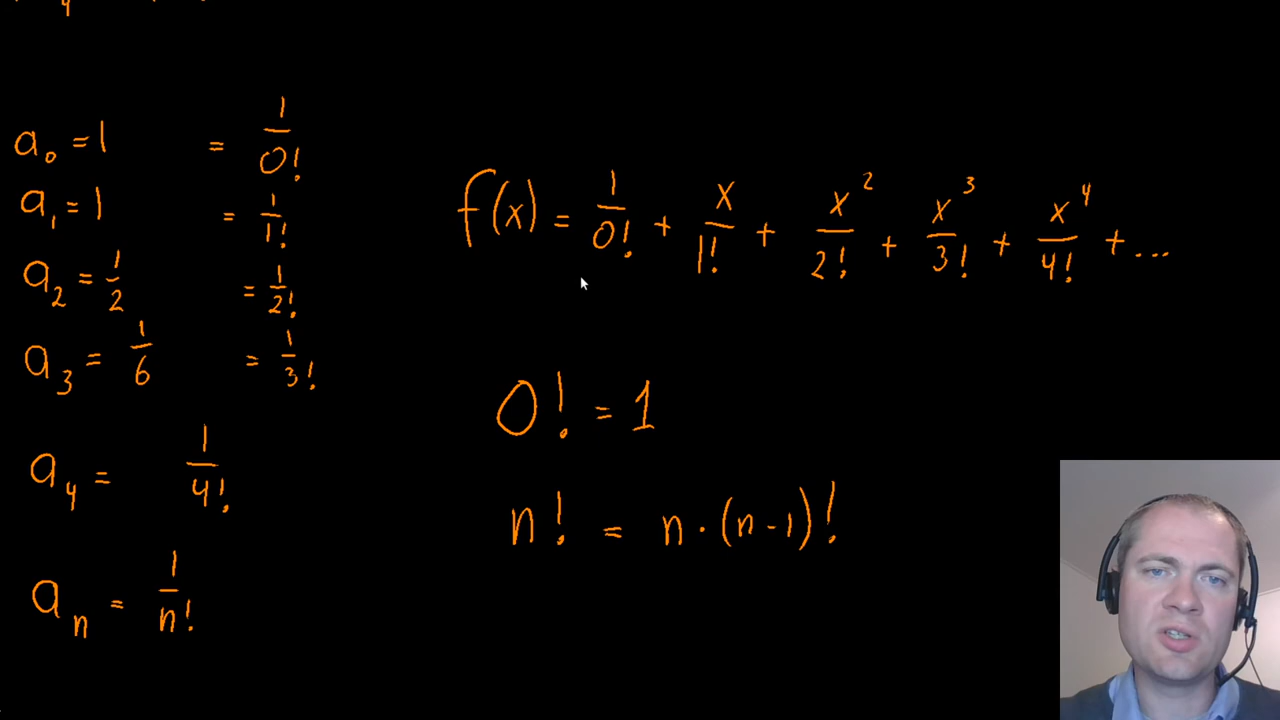 a₀ = 1 = 1/0!
a₁ = 1 = 1/1!
a₂ = 1/2 = 1/2!
a₃ = 1/6 = 1/3!
a₄ = 1/4!
aₙ = 1/n!
f(x) = 1/0! + x/1! + x²/2! + x³/3! + x⁴/4! + ...
0! = 1
n! = n · (n-1)!